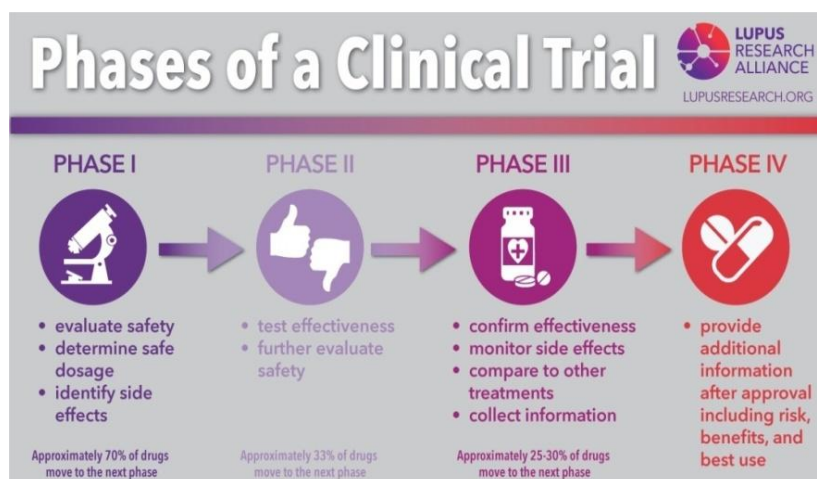 Phases of a Clinical Trial
LUPUS
RESEARCH
ALLIANCE
LUPUSRESEARCH.ORG
PHASE I
• evaluate safety
• determine safe
dosage
• identify side
effects
Approximately 70% of drugs
move to the next phase
PHASE II
• test effectiveness
• further evaluate
safety
Approximately 33% of drugs
move to the next phase
PHASE III
• confirm effectiveness
• monitor side effects
• compare to other
treatments
• collect information
Approximately 25-30% of drugs
move to the next phase
PHASE IV
• provide
additional
information
after approval
including risk,
benefits, and
best use